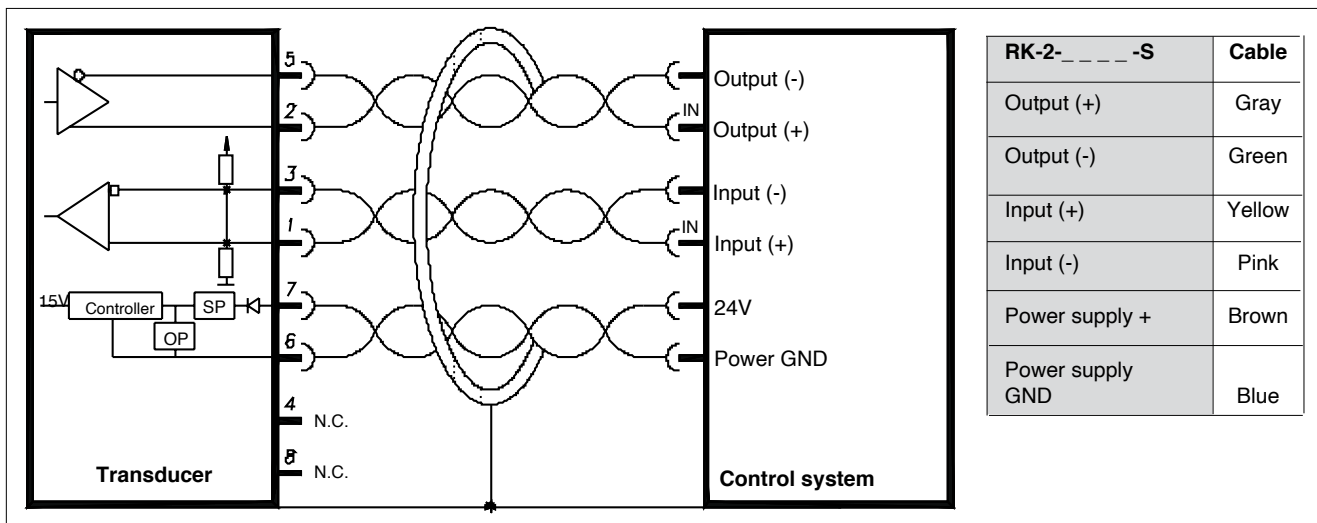 5
2
3
1
15V
Controller
SP
OP
7
6
4
N.C.
8
N.C.
Transducer
Output (-)
IN
Output (+)
Input (-)
IN
Input (+)
24V
Power GND
Control system
RK-2-_ _ _ _ -S Cable
Output (+) Gray
Output (-) Green
Input (+) Yellow
Input (-) Pink
Power supply + Brown
Power supply
GND Blue